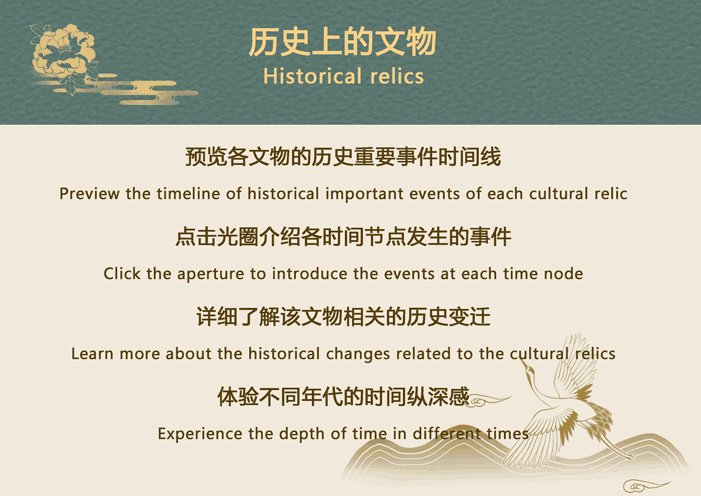 历史上的文物
Historical relics
预览各文物的历史重要事件时间线
Preview the timeline of historical important events of each cultural relic
点击光圈介绍各时间节点发生的事件
Click the aperture to introduce the events at each time node
详细了解该文物相关的历史变迁
Learn more about the historical changes related to the cultural relics
体验不同年代的时间纵深感
Experience the depth of time in different times